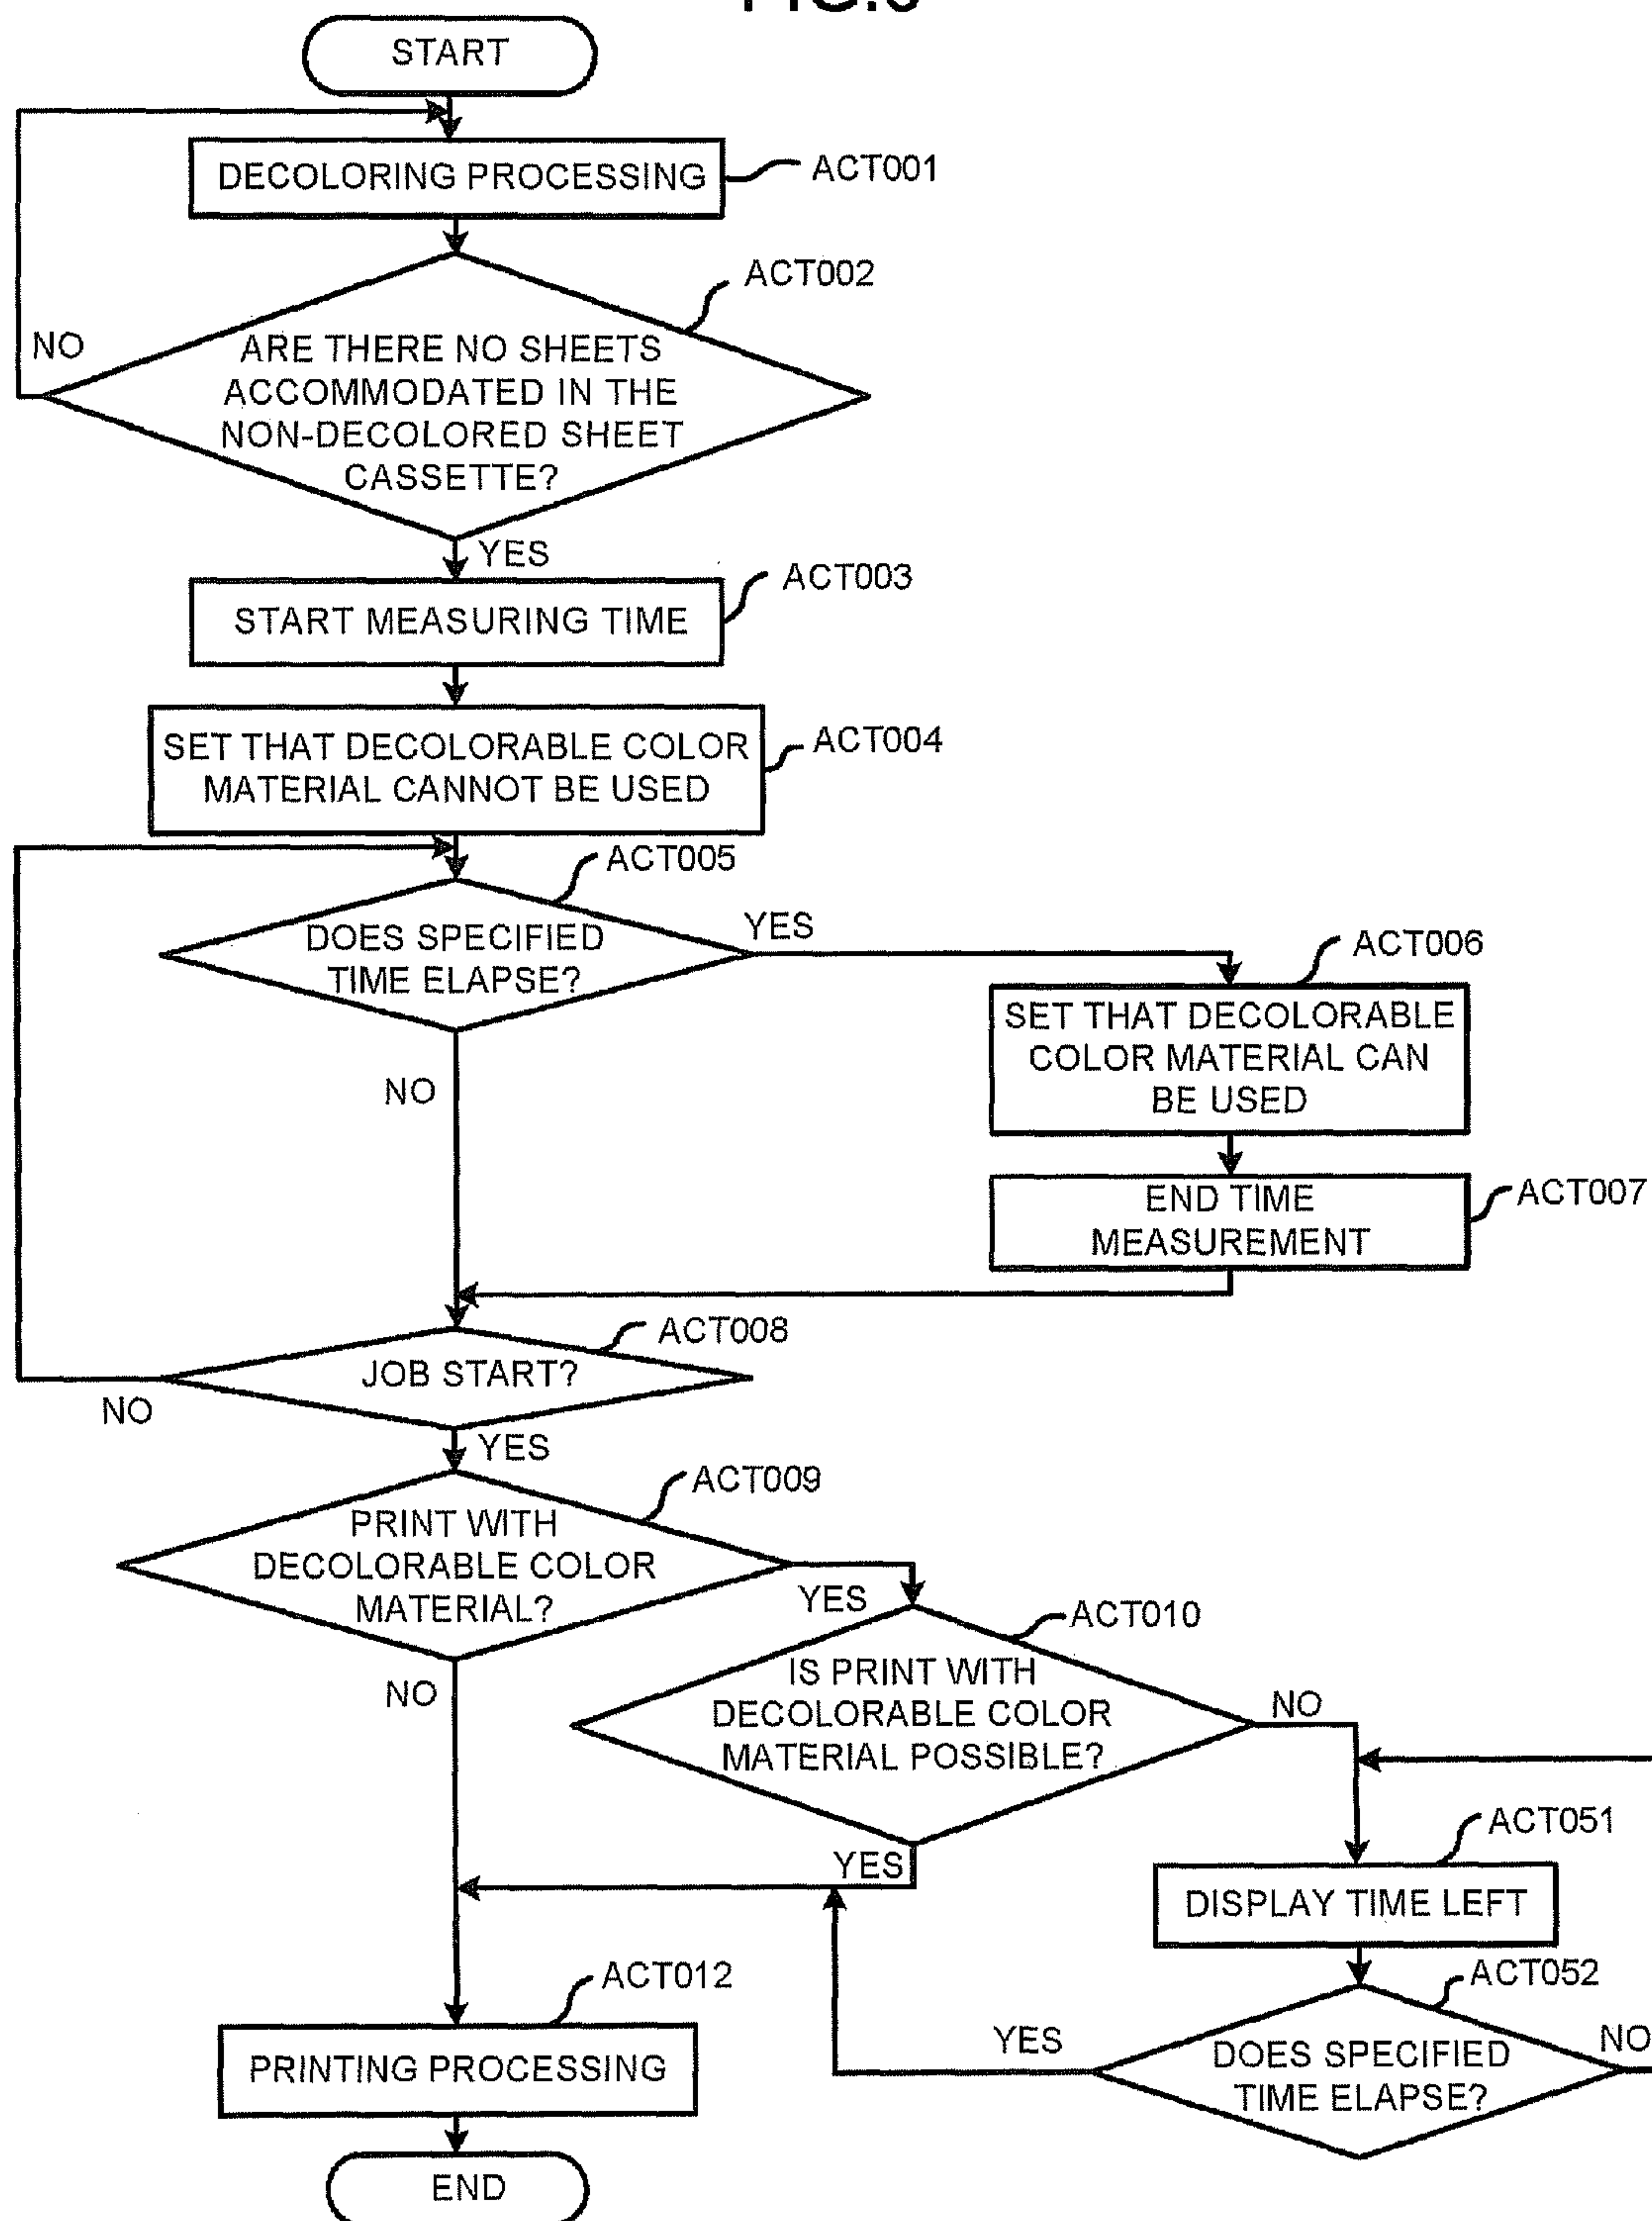 START
DECOLORING PROCESSING
ACT001
ACT002
NO
ARE THERE NO SHEETS
ACCOMMODATED IN THE
NON-DECOLORED SHEET
CASSETTE?
YES
ACT003
START MEASURING TIME
SET THAT DECOLORABLE COLOR
MATERIAL CANNOT BE USED
ACT004
ACT005
DOES SPECIFIED
TIME ELAPSE?
YES
ACT006
SET THAT DECOLORABLE
COLOR MATERIAL CAN
BE USED
NO
END TIME
MEASUREMENT
ACT007
ACT008
JOB START?
NO
YES
ACT009
PRINT WITH
DECOLORABLE COLOR
MATERIAL?
YES
ACT010
NO
IS PRINT WITH
DECOLORABLE COLOR
MATERIAL POSSIBLE?
NO
YES
ACT051
DISPLAY TIME LEFT
ACT012
ACT052
PRINTING PROCESSING
YES
DOES SPECIFIED
TIME ELAPSE?
NO
END